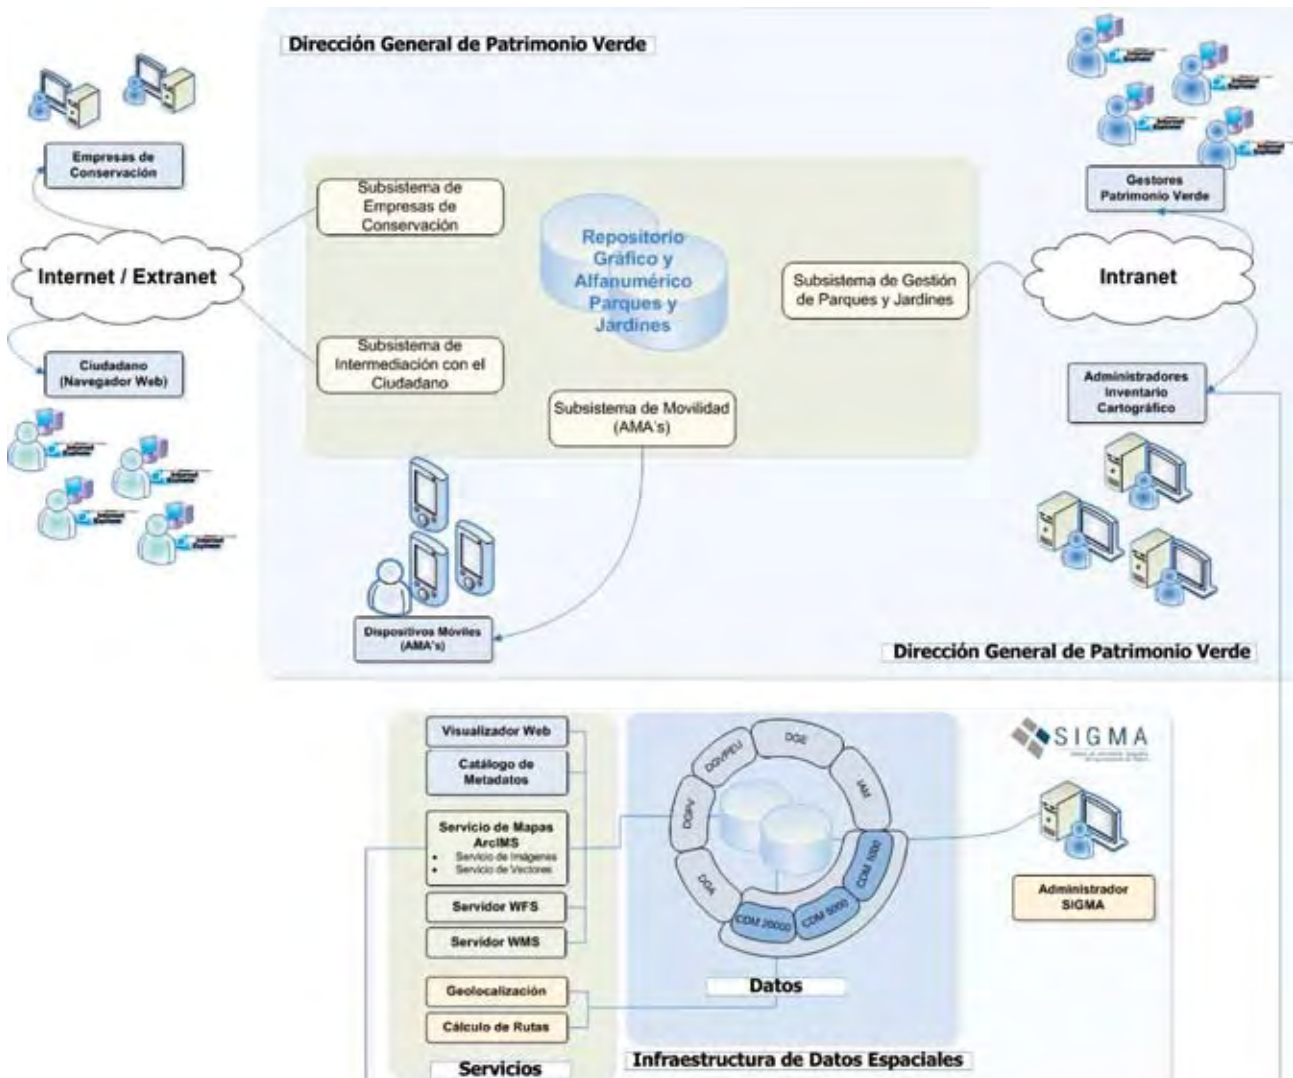 Dirección General de Patrimonio Verde
Empresas de
Conservación
Internet / Extranet
Ciudadano
(Navegador Web)
Subsistema de
Empresas de
Conservación
Repositorio
Gráfico y
Alfanumérico
Parques y
Jardines
Subsistema de Gestión
de Parques y Jardines
Subsistema de
Intermediación con el
Ciudadano
Subsistema de Movilidad
(AMA's)
Gestores
Patrimonio Verde
Intranet
Administradores
Inventario
Cartográfico
Dispositivos Móviles
(AMA's)
Dirección General de Patrimonio Verde
Visualizador Web
Catálogo de
Metadatos
Servicio de Mapas
ArcIMS
• Servicio de Imágenes
• Servicio de Vectores
Servidor WFS
Servidor WMS
Geolocalización
Cálculo de Rutas
Servicios
DGE
DGV/PEU
IAM
DGPV
DGA
CDM 1000
CDM 5000
CDM 20000
Datos
Infraestructura de Datos Espaciales
SIGMA
Administrador
SIGMA